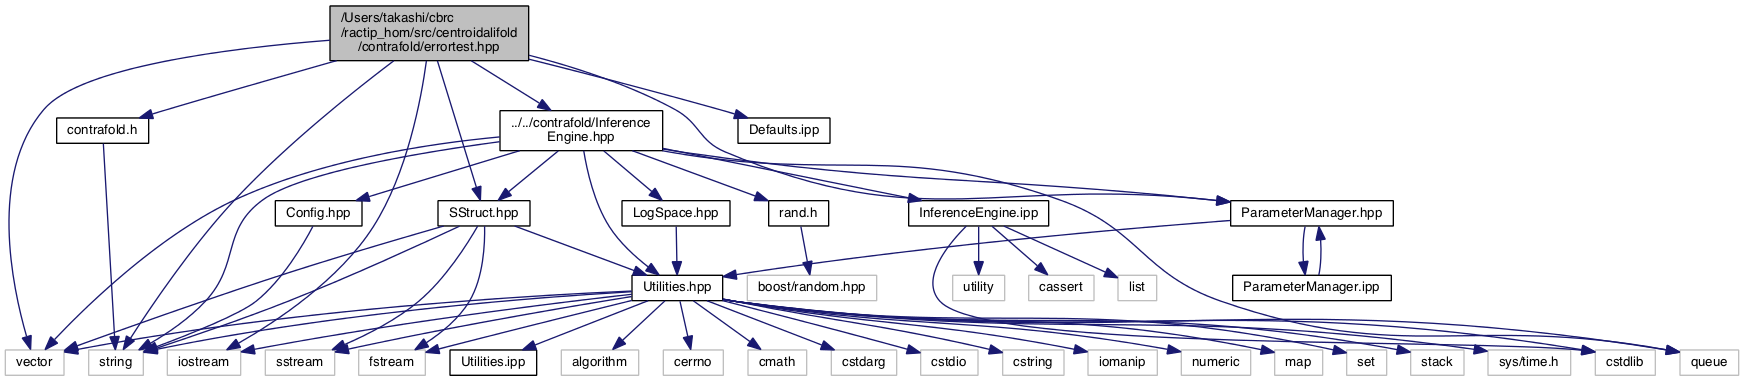 /Users/takashi/cbrc
/ractip_hom/src/centroidalifold
/contrafold/errortest.hpp
contrafold.h
../../contrafold/Inference
Engine.hpp
Defaults.ipp
Config.hpp
SStruct.hpp
LogSpace.hpp
rand.h
InferenceEngine.ipp
ParameterManager.hpp
Utilities.hpp
boost/random.hpp
utility
cassert
list
ParameterManager.ipp
vector
string
iostream
sstream
fstream
Utilities.ipp
algorithm
cerrno
cmath
cstdarg
cstdio
cstring
iomanip
numeric
map
set
stack
sys/time.h
cstdlib
queue